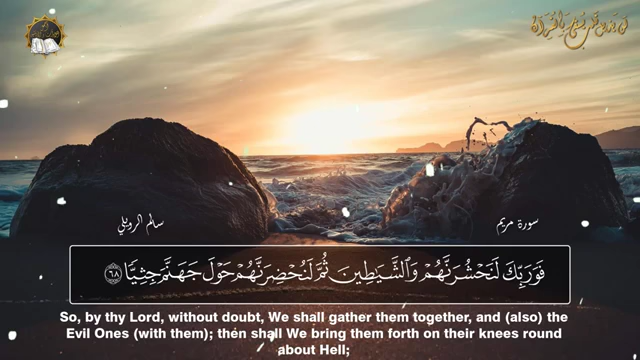 سالم الرويلي
سورة مريم
فَوَرَبِّكَ لَنَحْشُرَنَّهُمْ وَٱلشَّيَٰطِينَ ثُمَّ لَنُحْضِرَنَّهُمْ حَوْلَ جَهَنَّمَ جِثِيًّا ٦٨
So, by thy Lord, without doubt, We shall gather them together, and (also) the
Evil Ones (with them); then shall We bring them forth on their knees round
about Hell;